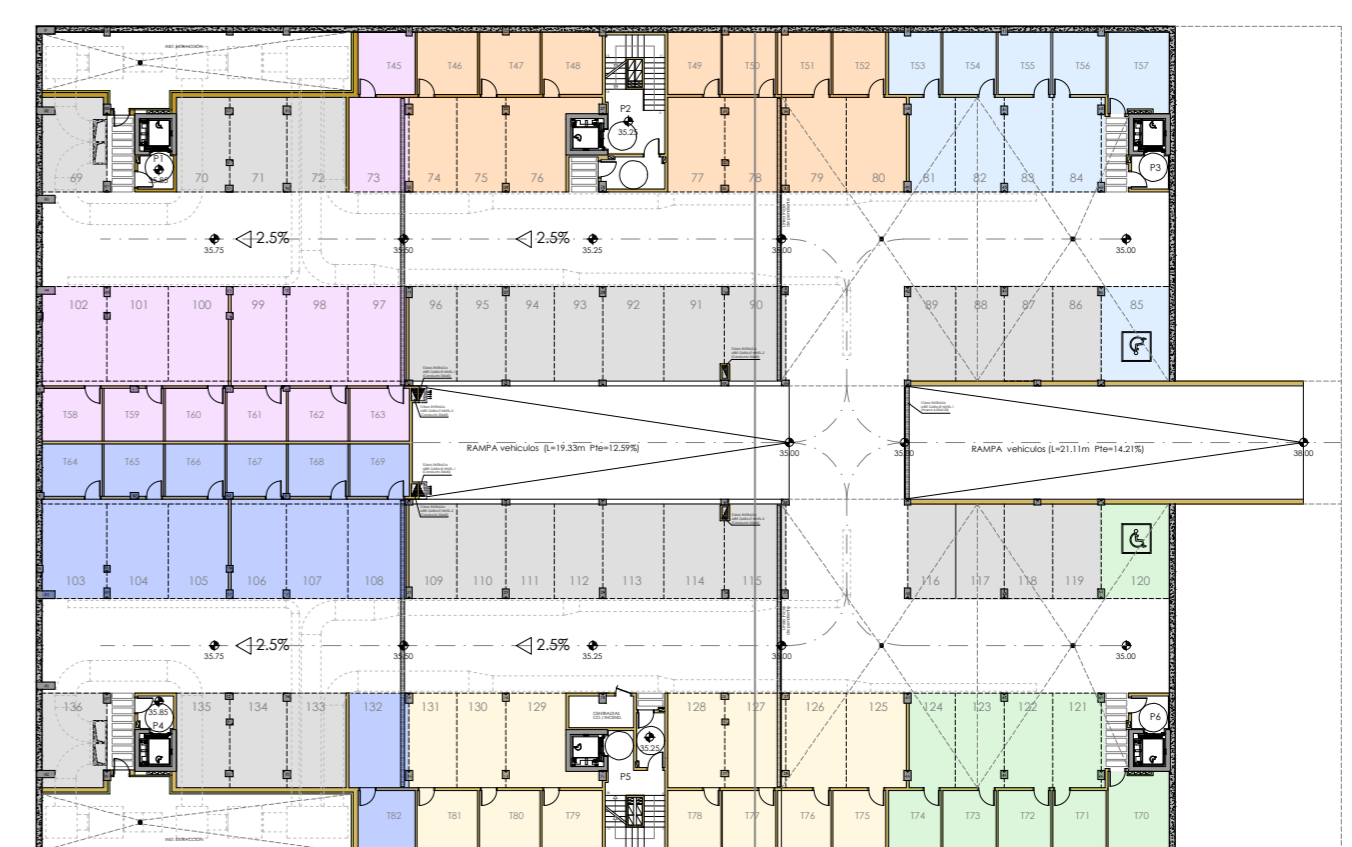 INST. EXTRACCIÓN
T45 T46 T47 T48 T49 T50 T51 T52 T53 T54 T55 T56 T57
P2
35.25
P1
35.85
P3
69 70 71 72 73 74 75 76 77 78 79 80 81 82 83 84
2.5% 2.5%
35.75 35.50 35.25 35.00 35.00
102 101 100 99 98 97 96 95 94 93 92 91 90 89 88 87 86 85
T58 T59 T60 T61 T62 T63
RAMPA vehículos (L=19.33m Pte=12.59%)
35.00
RAMPA vehículos (L=21.11m Pte=14.21%)
38.00
T64 T65 T66 T67 T68 T69
103 104 105 106 107 108 109 110 111 112 113 114 115 116 117 118 119 120
2.5% 2.5%
35.75 35.50 35.25 35.00 35.00
136 135 134 133 132 131 130 129 128 127 126 125 124 123 122 121
35.85
P4
CENTRALITAS
CO / INCEND.
35.25
P6
P5
T82 T81 T80 T79 T78 T77 T76 T75 T74 T73 T72 T71 T70
INST. EXTRACCIÓN